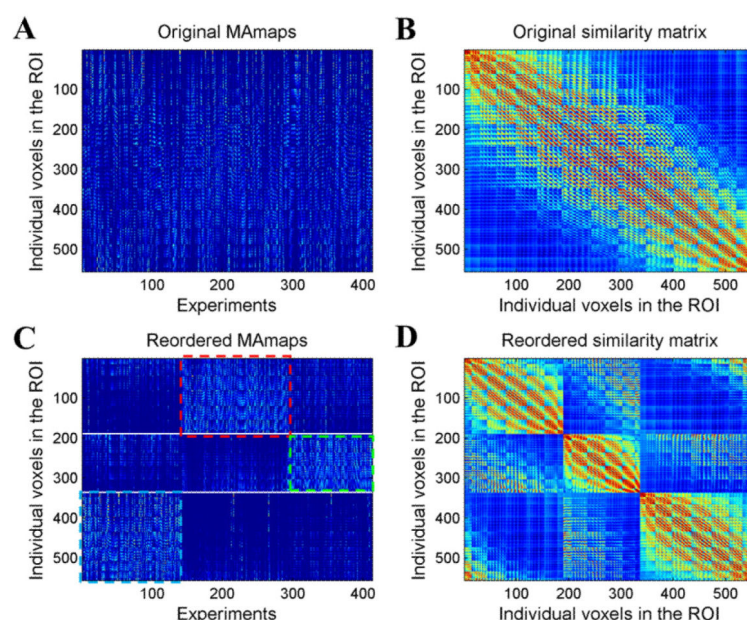 A
Original MAmaps
Individual voxels in the ROI
100
200
300
400
500
100 200 300 400
Experiments
B
Original similarity matrix
Individual voxels in the ROI
100
200
300
400
500
100 200 300 400 500
Individual voxels in the ROI
C
Reordered MAmaps
Individual voxels in the ROI
100
200
300
400
500
100 200 300 400
Experiments
D
Reordered similarity matrix
Individual voxels in the ROI
100
200
300
400
500
100 200 300 400 500
Individual voxels in the ROI